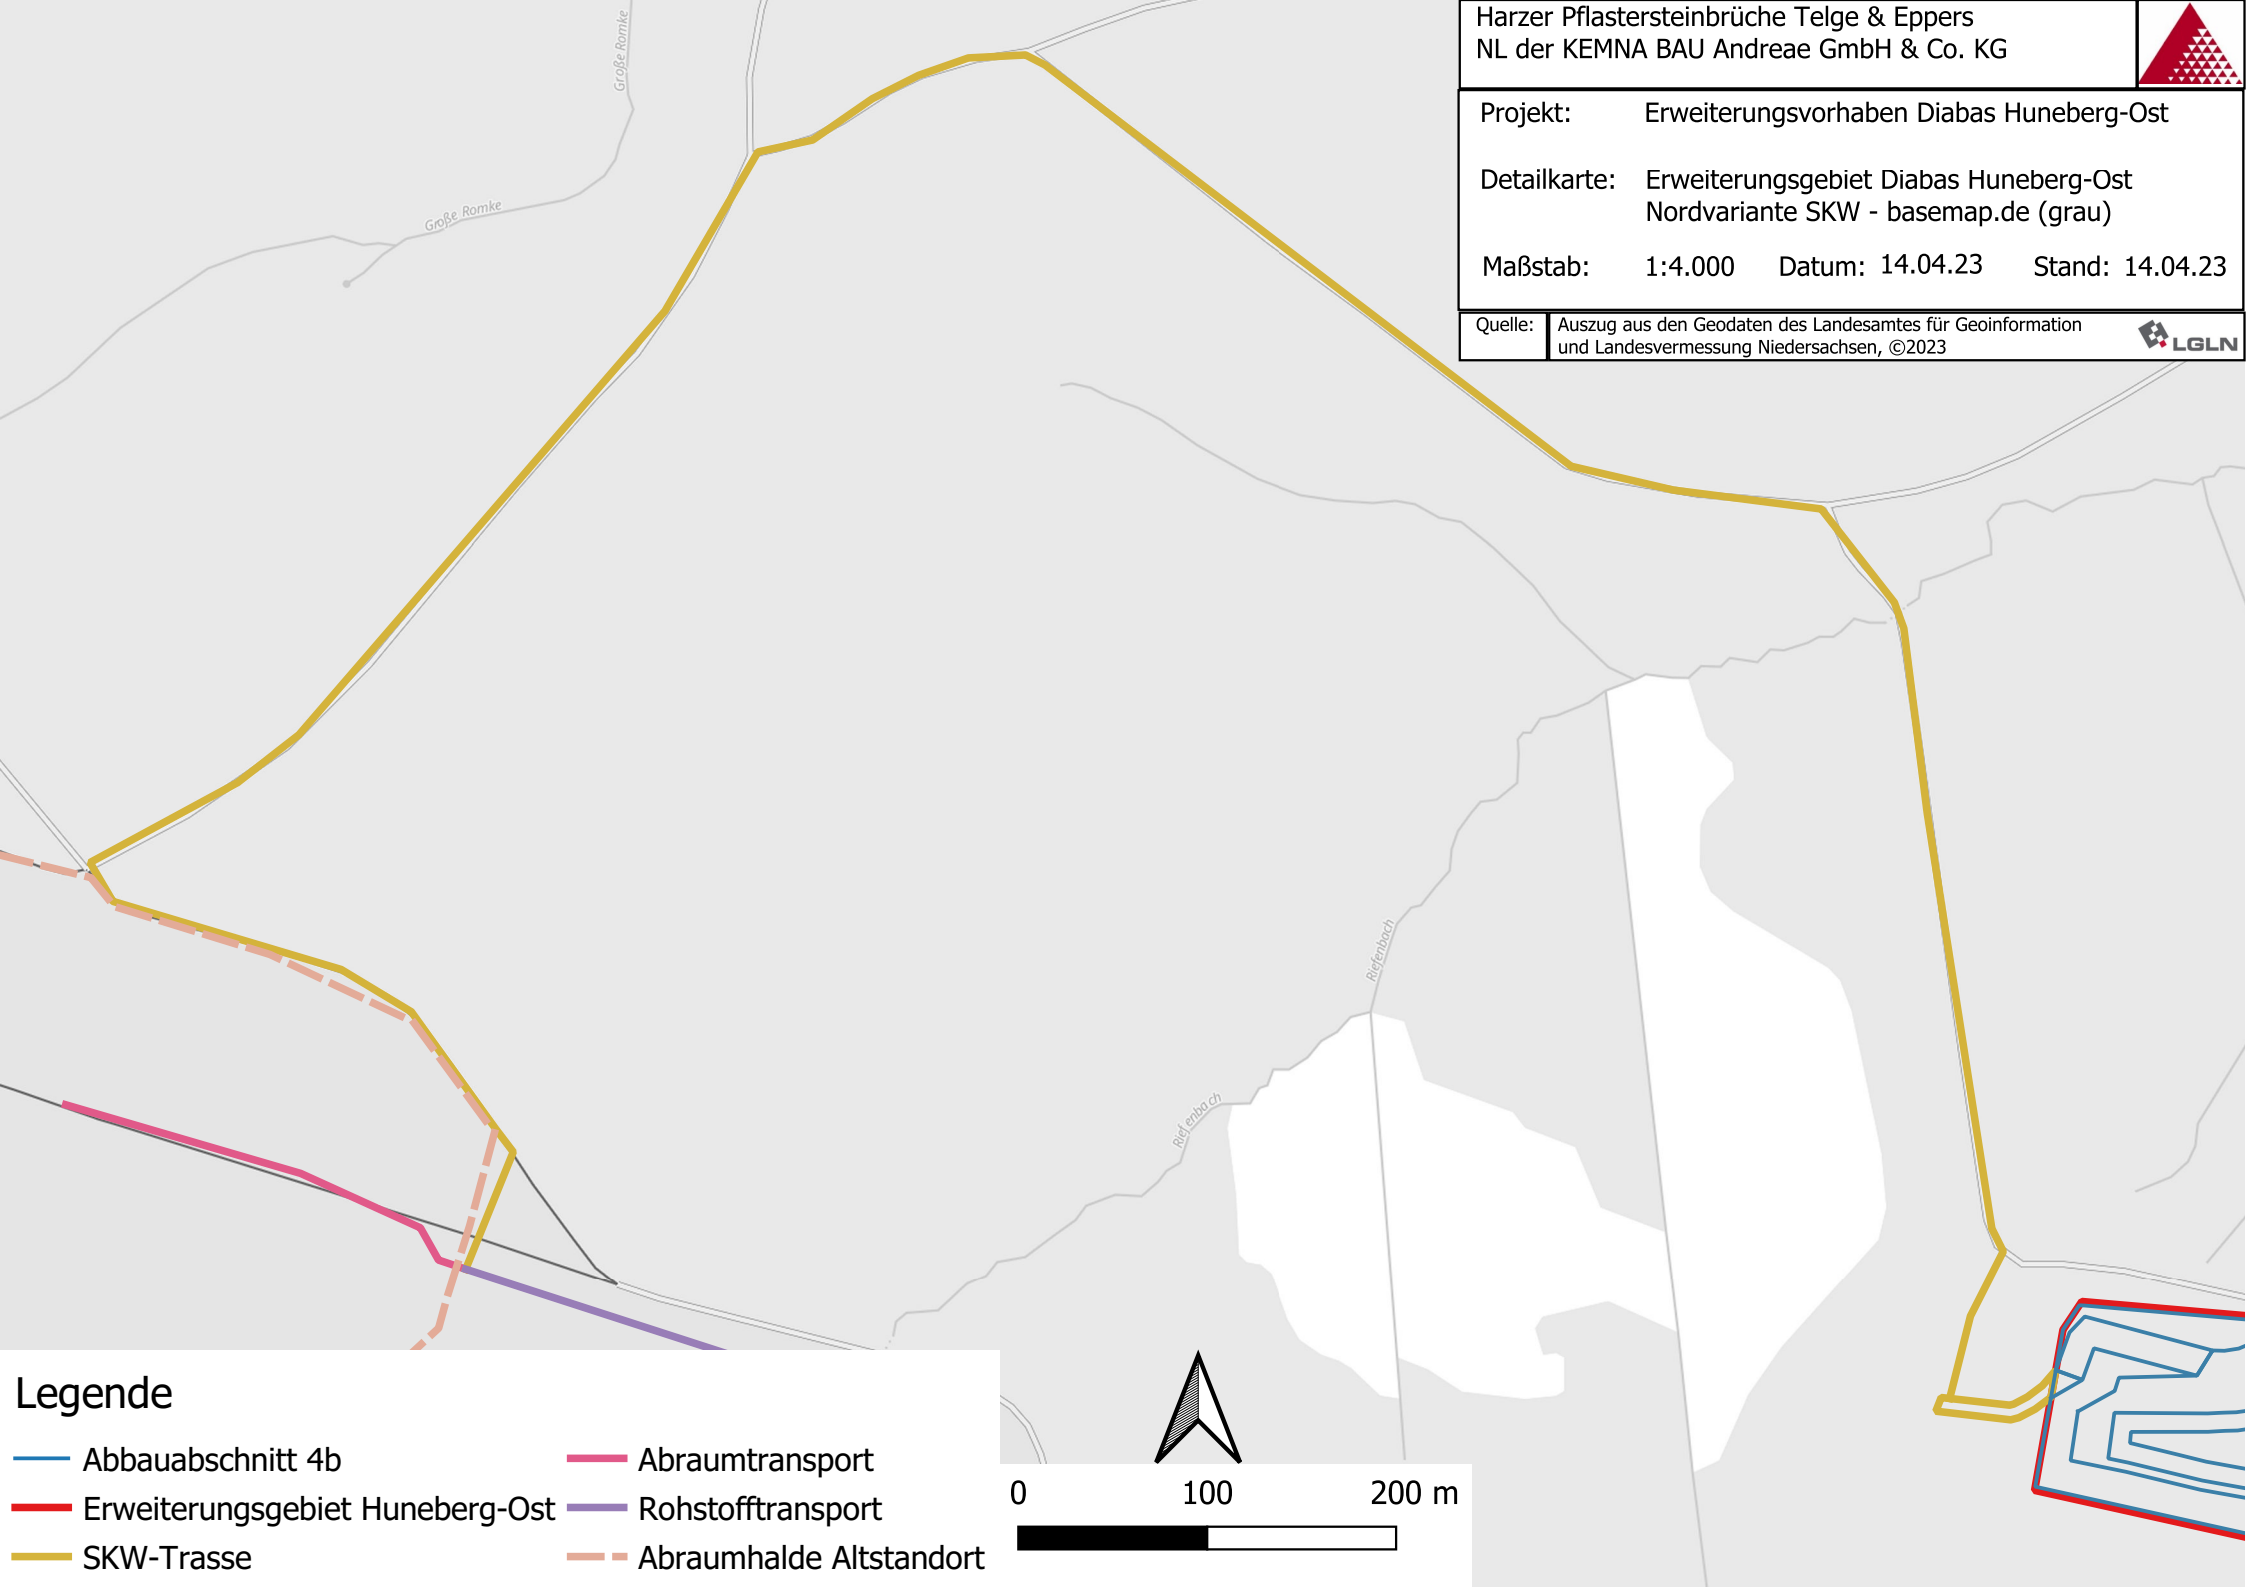 Harzer Pflastersteinbrüche Telge & Eppers
NL der KEMNA BAU Andreae GmbH & Co. KG
Projekt: Erweiterungsvorhaben Diabas Huneberg-Ost
Detailkarte: Erweiterungsgebiet Diabas Huneberg-Ost
Nordvariante SKW - basemap.de (grau)
Maßstab: 1:4.000 Datum: 14.04.23 Stand: 14.04.23
Quelle: Auszug aus den Geodaten des Landesamtes für Geoinformation
und Landesvermessung Niedersachsen, ©2023
LGLN
Große Romke
Große Romke
Riefenbach
Riefenbach
Legende
Abbauabschnitt 4b
Erweiterungsgebiet Huneberg-Ost
SKW-Trasse
Abraumtransport
Rohstofftransport
Abraumhalde Altstandort
0 100 200 m